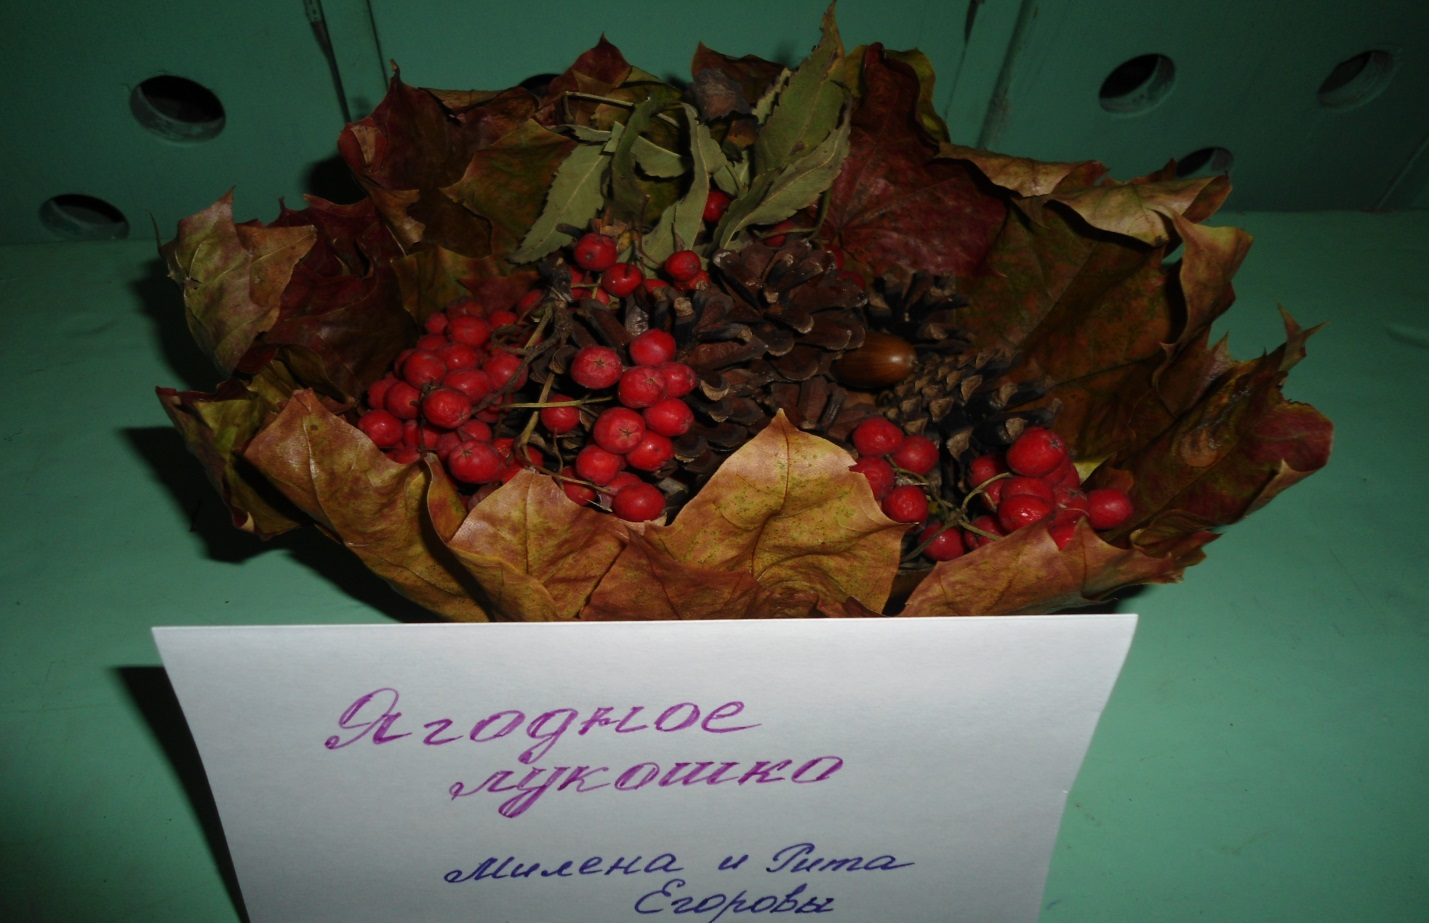 Ягодное
лукошко
Милена и Рита
Егоровы